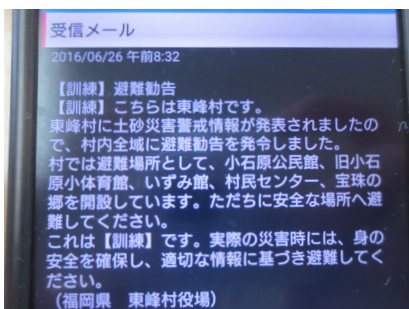 受信メール
2016/06/26 午前8:32
【訓練】避難勧告
【訓練】こちらは東峰村です。
東峰村に土砂災害警戒情報が発表されましたの
で、村内全域に避難勧告を発令しました。
村では避難場所として、小石原公民館、旧小石
原小体育館、いずみ館、村民センター、宝珠の
郷を開設しています。ただちに安全な場所へ避
難してください。
これは【訓練】です。実際の災害時には、身の
安全を確保し、適切な情報に基づき避難してく
ださい。
（福岡県　東峰村役場）